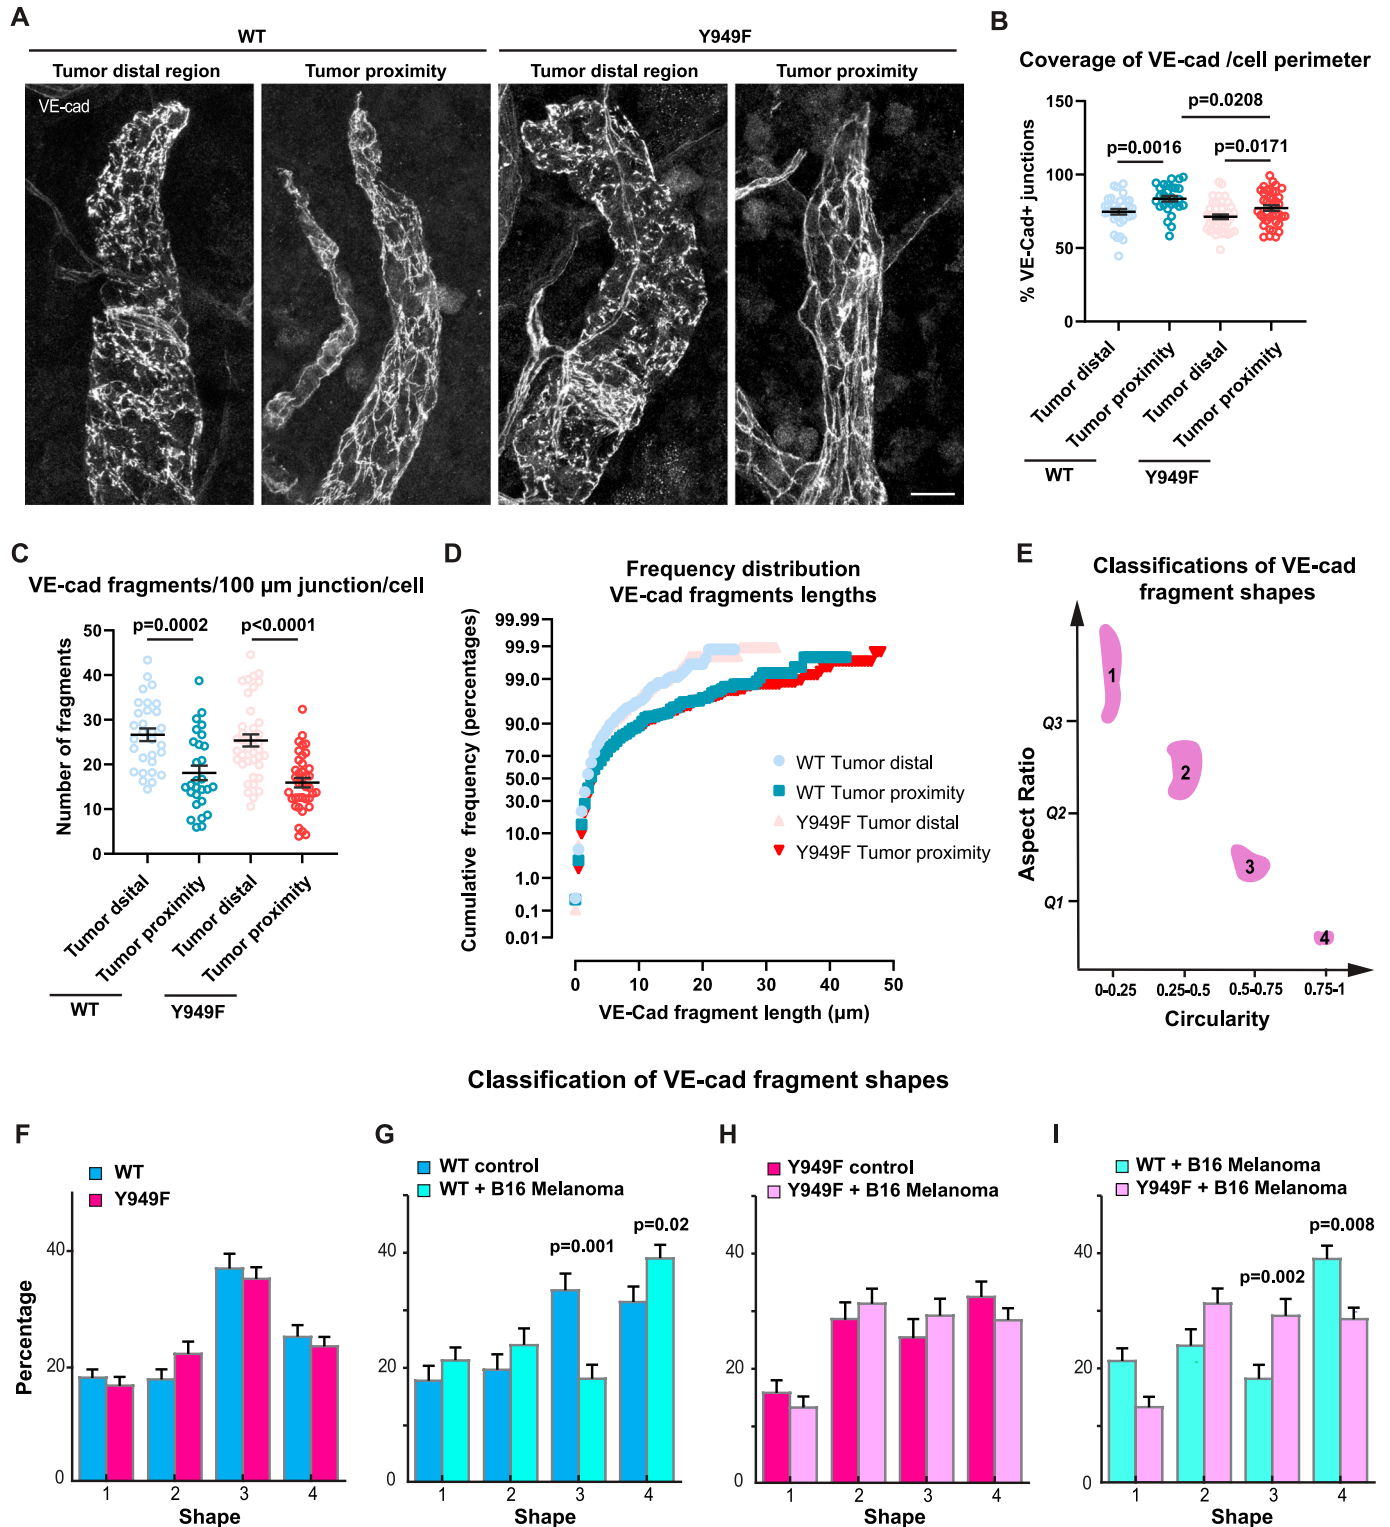 A
WT
Y949F
Tumor distal region
Tumor proximity
Tumor distal region
Tumor proximity
VE-cad
B
Coverage of VE-cad /cell perimeter
% VE-Cad+ junctions
150
100
50
0
p=0.0208
p=0.0016
p=0.0171
Tumor distal
Tumor proximity
Tumor distal
Tumor proximity
WT
Y949F
C
VE-cad fragments/100 µm junction/cell
Number of fragments
50
40
30
20
10
0
p=0.0002
p<0.0001
Tumor dsital
Tumor proximity
Tumor distal
Tumor proximity
WT
Y949F
D
Frequency distribution
VE-cad fragments lengths
Cumulative frequency (percentages)
99.99
99.9
99.0
90.0
70.0
50.0
30.0
10.0
1.0
0.1
0.01
WT Tumor distal
WT Tumor proximity
Y949F Tumor distal
Y949F Tumor proximity
0 10 20 30 40 50
VE-Cad fragment length (µm)
E
Classifications of VE-cad
fragment shapes
Aspect Ratio
Q3
Q2
Q1
1
2
3
4
0-0.25 0.25-0.5 0.5-0.75 0.75-1
Circularity
Classification of VE-cad fragment shapes
F
WT
Y949F
Percentage
40
20
0
1 2 3 4
Shape
G
WT control
WT + B16 Melanoma
p=0.001
p=0.02
40
20
0
1 2 3 4
Shape
H
Y949F control
Y949F + B16 Melanoma
40
20
0
1 2 3 4
Shape
I
WT + B16 Melanoma
Y949F + B16 Melanoma
p=0.008
p=0.002
40
20
0
1 2 3 4
Shape